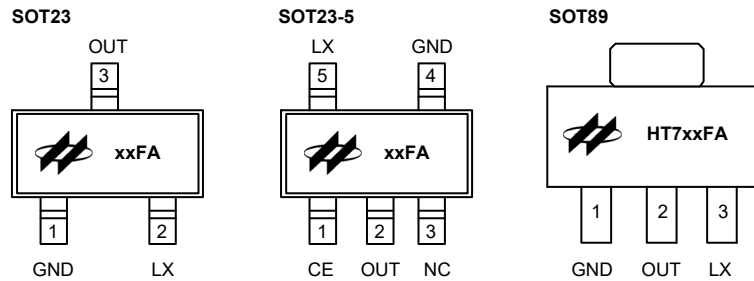 SOT23
OUT
3
xxFA
1
2
GND LX
SOT23-5
LX GND
5
4
xxFA
1
2
3
CE OUT NC
SOT89
HT7xxFA
1
2
3
GND OUT LX